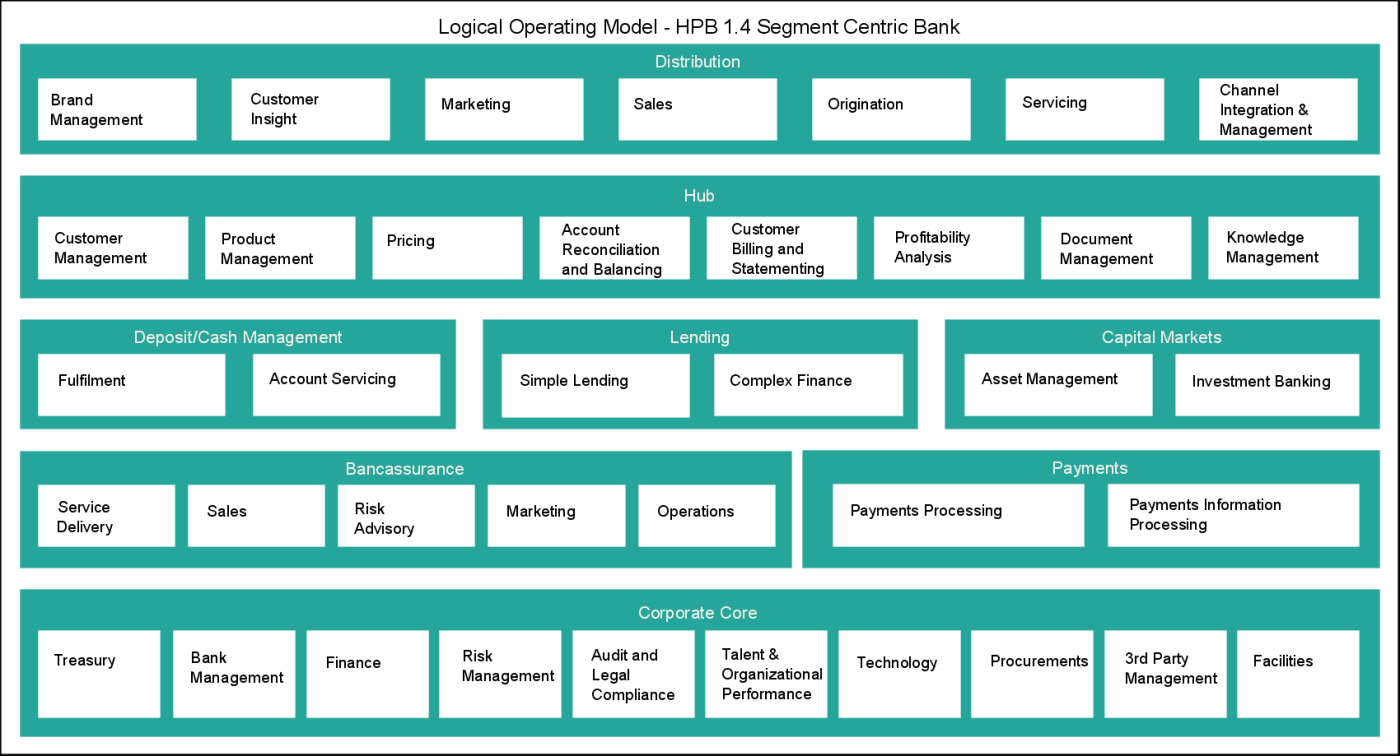 Logical Operating Model - HPB 1.4 Segment Centric Bank
Distribution
Brand
Management
Customer
Insight
Marketing
Sales
Origination
Servicing
Channel
Integration &
Management
Hub
Customer
Management
Product
Management
Pricing
Account
Reconciliation
and Balancing
Customer
Billing and
Statementing
Profitability
Analysis
Document
Management
Knowledge
Management
Deposit/Cash Management
Fulfilment
Account Servicing
Lending
Simple Lending
Complex Finance
Capital Markets
Asset Management
Investment Banking
Bancassurance
Service
Delivery
Sales
Risk
Advisory
Marketing
Operations
Payments
Payments Processing
Payments Information
Processing
Corporate Core
Treasury
Bank
Management
Finance
Risk
Management
Audit and
Legal
Compliance
Talent &
Organizational
Performance
Technology
Procurements
3rd Party
Management
Facilities